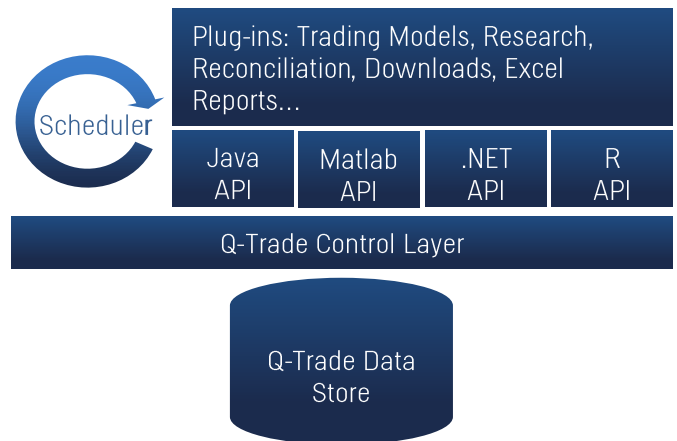 Plug-ins: Trading Models, Research,
Reconciliation, Downloads, Excel
Reports...
Scheduler
Java
API
Matlab
API
.NET
API
R
API
Q-Trade Control Layer
Q-Trade Data
Store